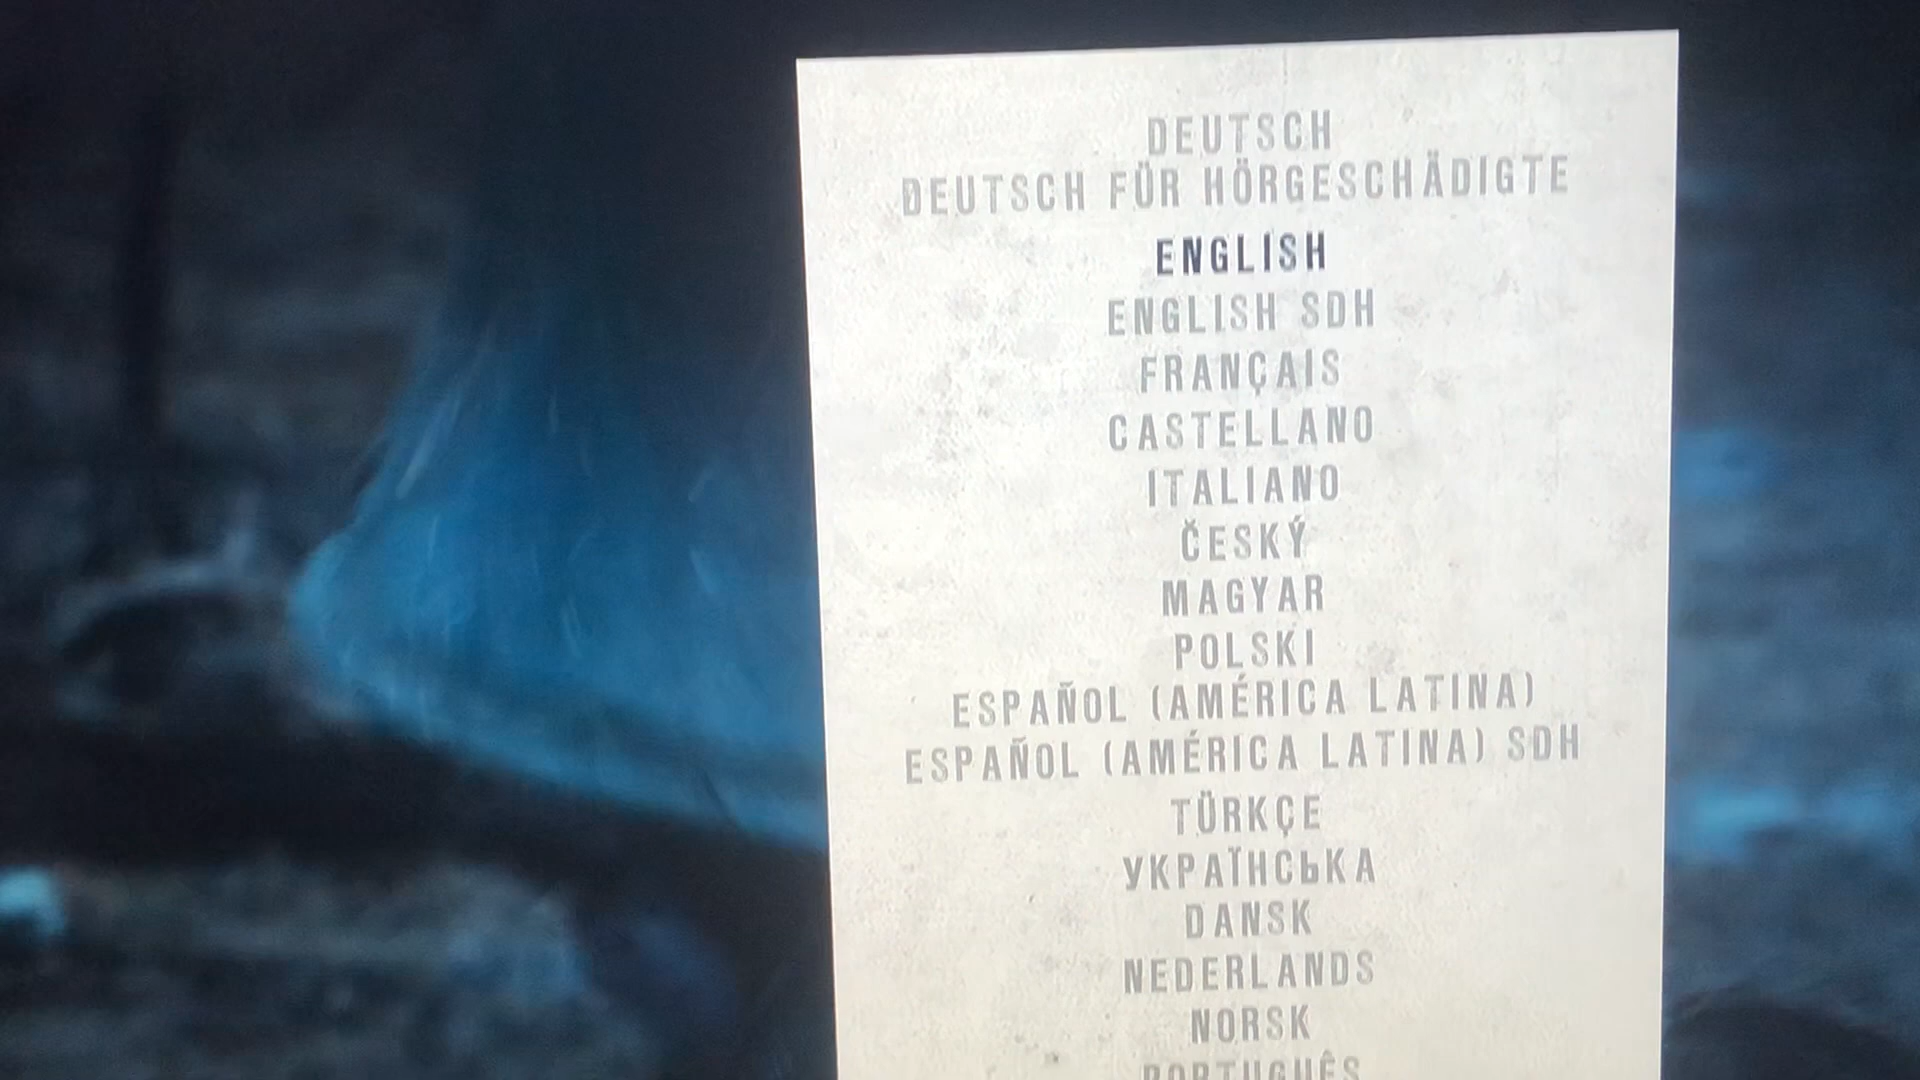 DEUTSCH
DEUTSCH FÜR HÖRGESCHÄDIGTE
ENGLISH
ENGLISH SDH
FRANÇAIS
CASTELLANO
ITALIANO
ČESKÝ
MAGYAR
POLSKI
ESPAÑOL (AMÉRICA LATINA)
ESPAÑOL (AMÉRICA LATINA) SDH
TÜRKÇE
УКРАЇНСЬКА
DANSK
NEDERLANDS
NORSK
PORTUGUÊS